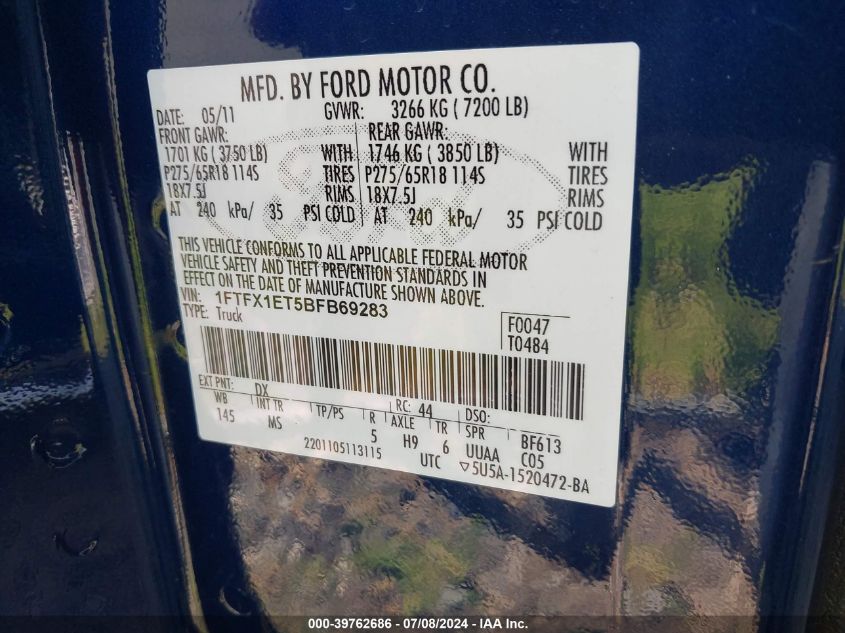 MFD. BY FORD MOTOR CO.
DATE: 05/11 GVWR: 3266 KG ( 7200 LB)
FRONT GAWR: REAR GAWR:
1701 KG ( 3750 LB) WITH 1746 KG ( 3850 LB) WITH
P275/65R18 114S TIRES P275/65R18 114S TIRES
18X7.5J RIMS 18X7.5J RIMS
AT 240 kPa/ 35 PSI COLD AT 240 kPa/ 35 PSI COLD
THIS VEHICLE CONFORMS TO ALL APPLICABLE FEDERAL MOTOR
VEHICLE SAFETY AND THEFT PREVENTION STANDARDS IN
EFFECT ON THE DATE OF MANUFACTURE SHOWN ABOVE.
VIN: 1FTFX1ET5BFB69283
TYPE: Truck
F0047
T0484
EXT PNT: DX RC: 44 DSO:
WB INT TR TP/PS R AXLE TR SPR BF613
145 MS 5 H9 6 UUAA C05
2201105113115 UTC ▽5U5A-1520472-BA
000-39762686 - 07/08/2024 - IAA Inc.